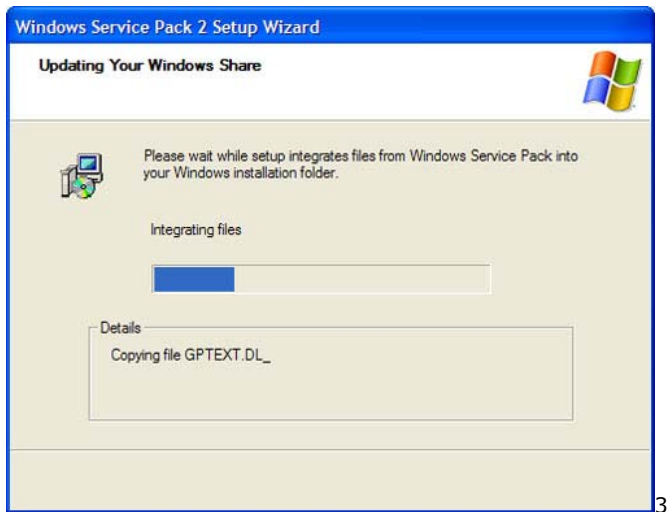 Windows Service Pack 2 Setup Wizard
Updating Your Windows Share
Please wait while setup integrates files from Windows Service Pack into
your Windows installation folder.
Integrating files
Details
Copying file GPTEXT.DL_
3